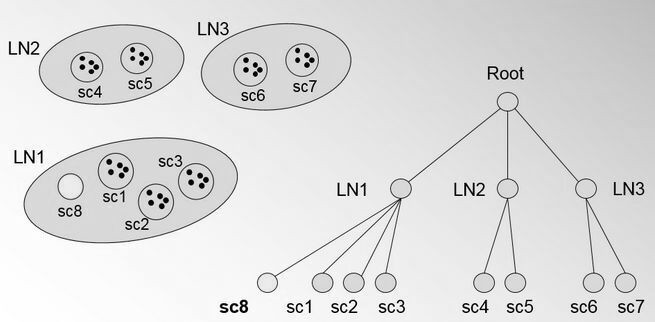 LN2
sc4
sc5
LN3
sc6
sc7
LN1
sc8
sc1
sc2
sc3
Root
LN1
LN2
LN3
sc8 sc1 sc2 sc3 sc4 sc5 sc6 sc7